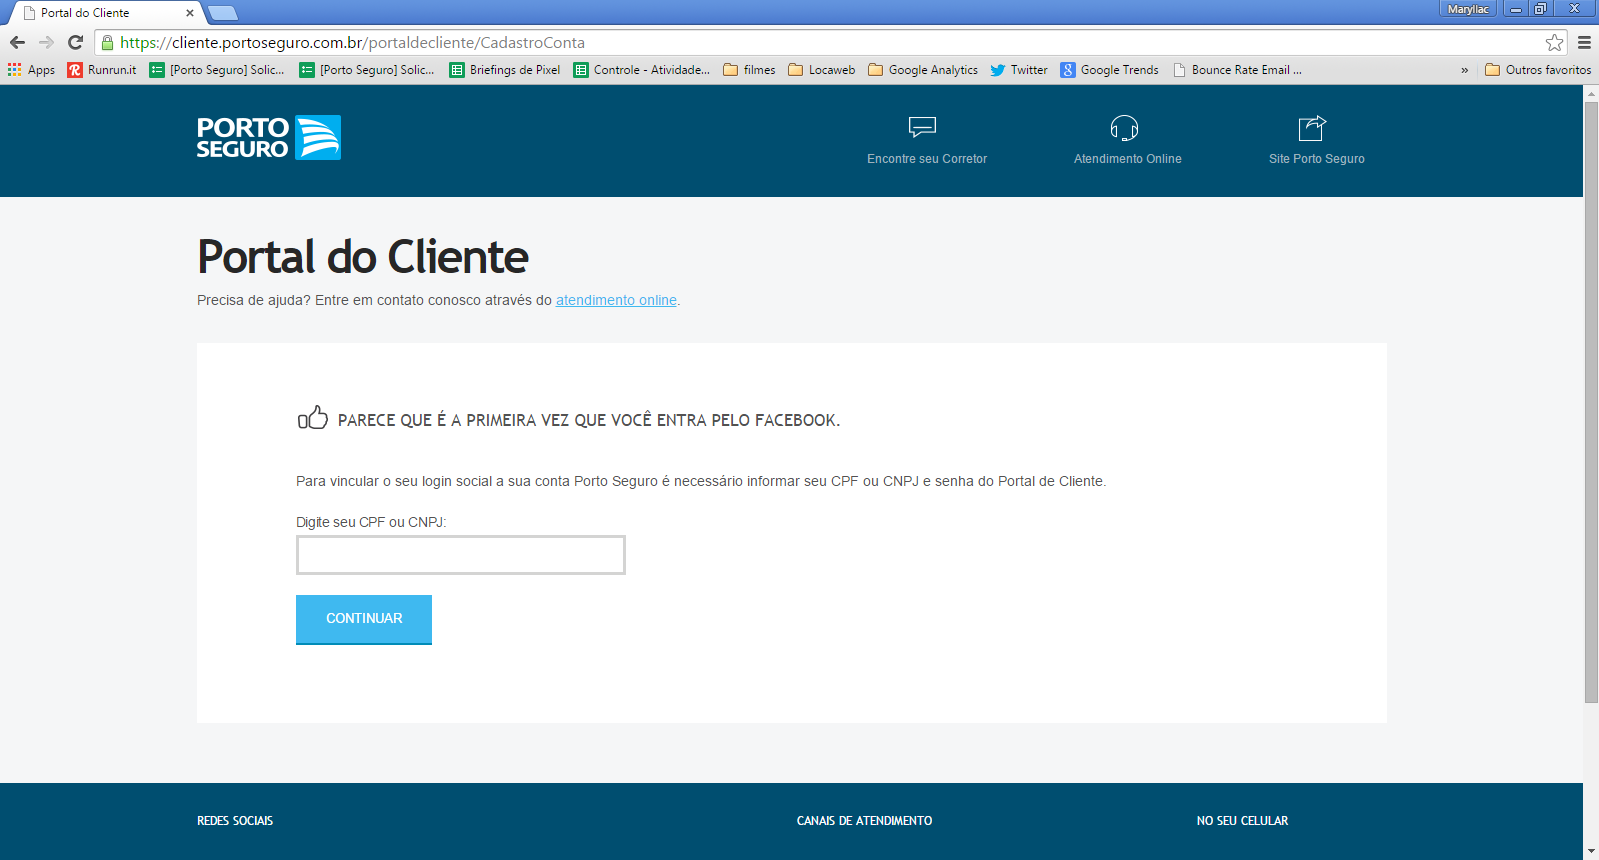 Portal do Cliente
Maryllac
https://cliente.portoseguro.com.br/portaldecliente/CadastroConta
Apps Runrun.it [Porto Seguro] Solic... [Porto Seguro] Solic... Briefings de Pixel Controle - Atividade... filmes Locaweb Google Analytics Twitter Google Trends Bounce Rate Email ... » Outros favoritos
PORTO
SEGURO
Encontre seu Corretor Atendimento Online Site Porto Seguro
Portal do Cliente
Precisa de ajuda? Entre em contato conosco através do atendimento online.
PARECE QUE É A PRIMEIRA VEZ QUE VOCÊ ENTRA PELO FACEBOOK.
Para vincular o seu login social a sua conta Porto Seguro é necessário informar seu CPF ou CNPJ e senha do Portal de Cliente.
Digite seu CPF ou CNPJ:
CONTINUAR
REDES SOCIAIS CANAIS DE ATENDIMENTO NO SEU CELULAR